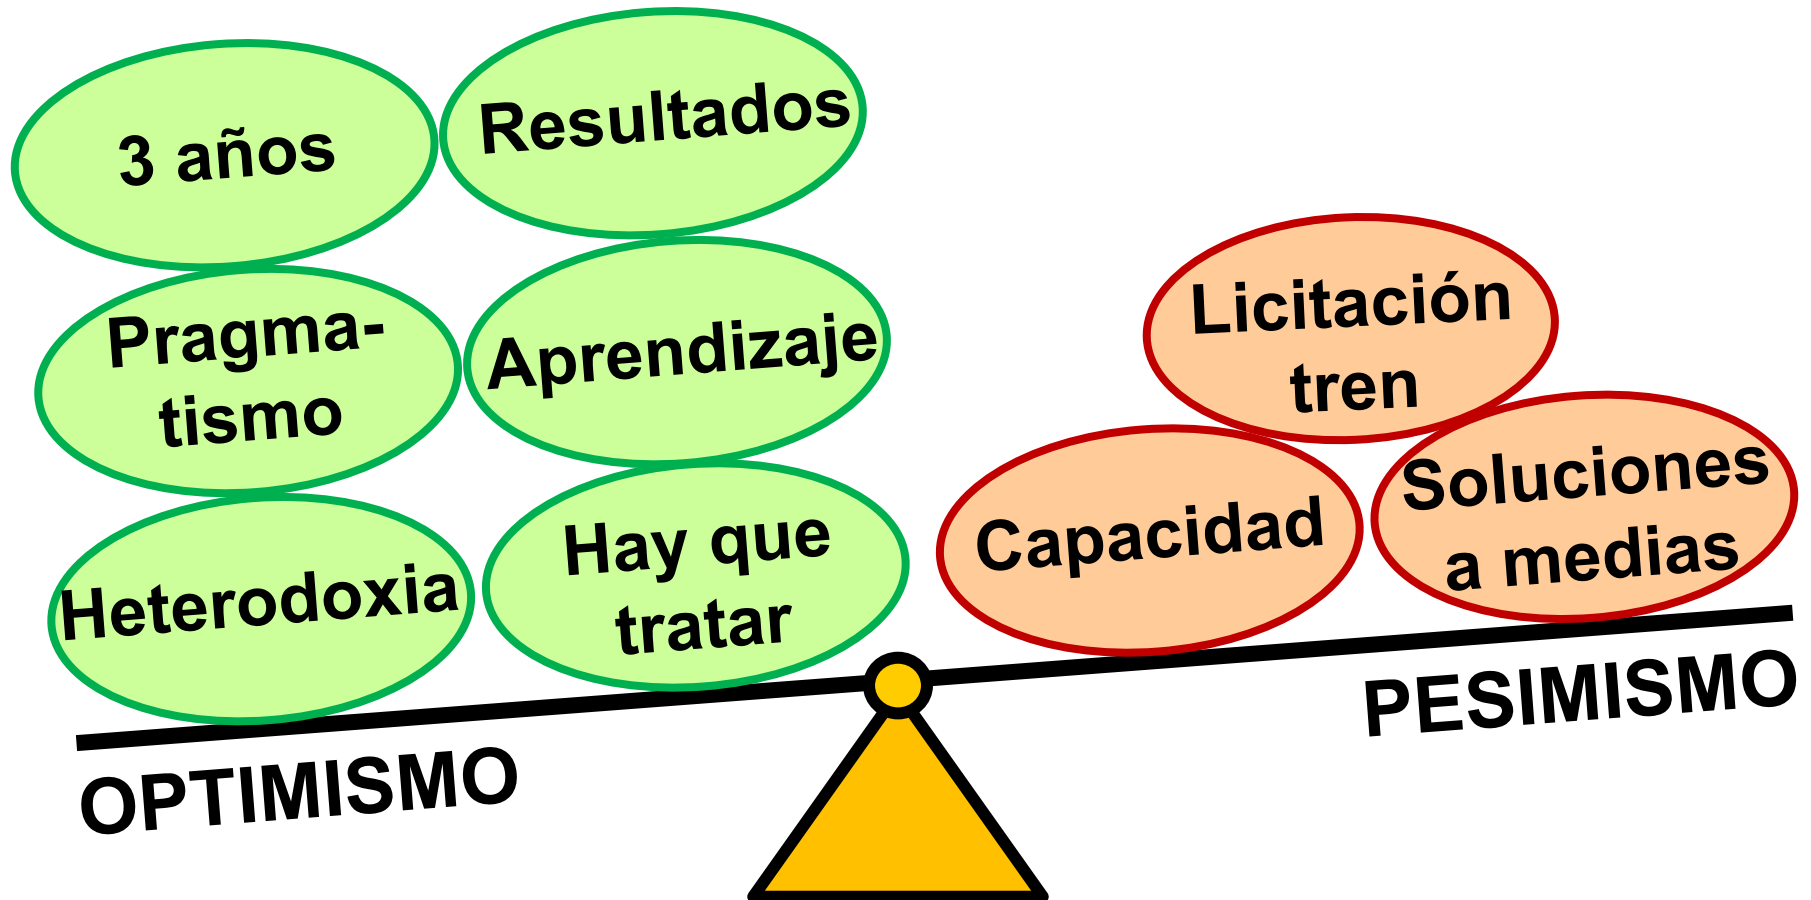 3 años
Resultados
Pragma-
tismo
Aprendizaje
Heterodoxia
Hay que
tratar
Licitación
tren
Capacidad
Soluciones
a medias
OPTIMISMO
PESIMISMO